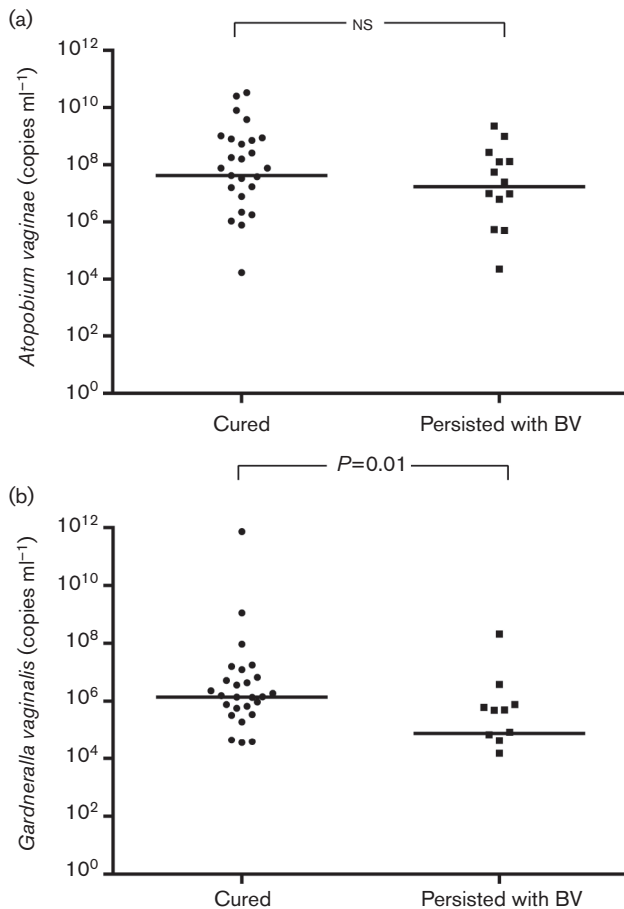 (a)
NS
10¹²
10¹⁰
10⁸
10⁶
10⁴
10²
10⁰
Atopobium vaginae (copies ml⁻¹)
Cured Persisted with BV
(b)
P=0.01
10¹²
10¹⁰
10⁸
10⁶
10⁴
10²
10⁰
Gardneralla vaginalis (copies ml⁻¹)
Cured Persisted with BV